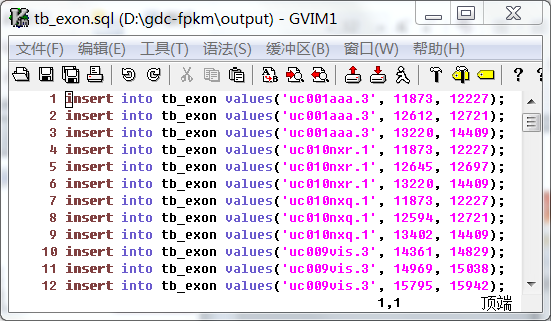 tb_exon.sql (D:\gdc-fpkm\output) - GVIM1
文件(F) 编辑(E) 工具(T) 语法(S) 缓冲区(B) 窗口(W) 帮助(H)
1 insert into tb_exon values('uc001aaa.3', 11873, 12227);
2 insert into tb_exon values('uc001aaa.3', 12612, 12721);
3 insert into tb_exon values('uc001aaa.3', 13220, 14409);
4 insert into tb_exon values('uc010nxr.1', 11873, 12227);
5 insert into tb_exon values('uc010nxr.1', 12645, 12697);
6 insert into tb_exon values('uc010nxr.1', 13220, 14409);
7 insert into tb_exon values('uc010nxq.1', 11873, 12227);
8 insert into tb_exon values('uc010nxq.1', 12594, 12721);
9 insert into tb_exon values('uc010nxq.1', 13402, 14409);
10 insert into tb_exon values('uc009vis.3', 14361, 14829);
11 insert into tb_exon values('uc009vis.3', 14969, 15038);
12 insert into tb_exon values('uc009vis.3', 15795, 15942);
1,1 顶端